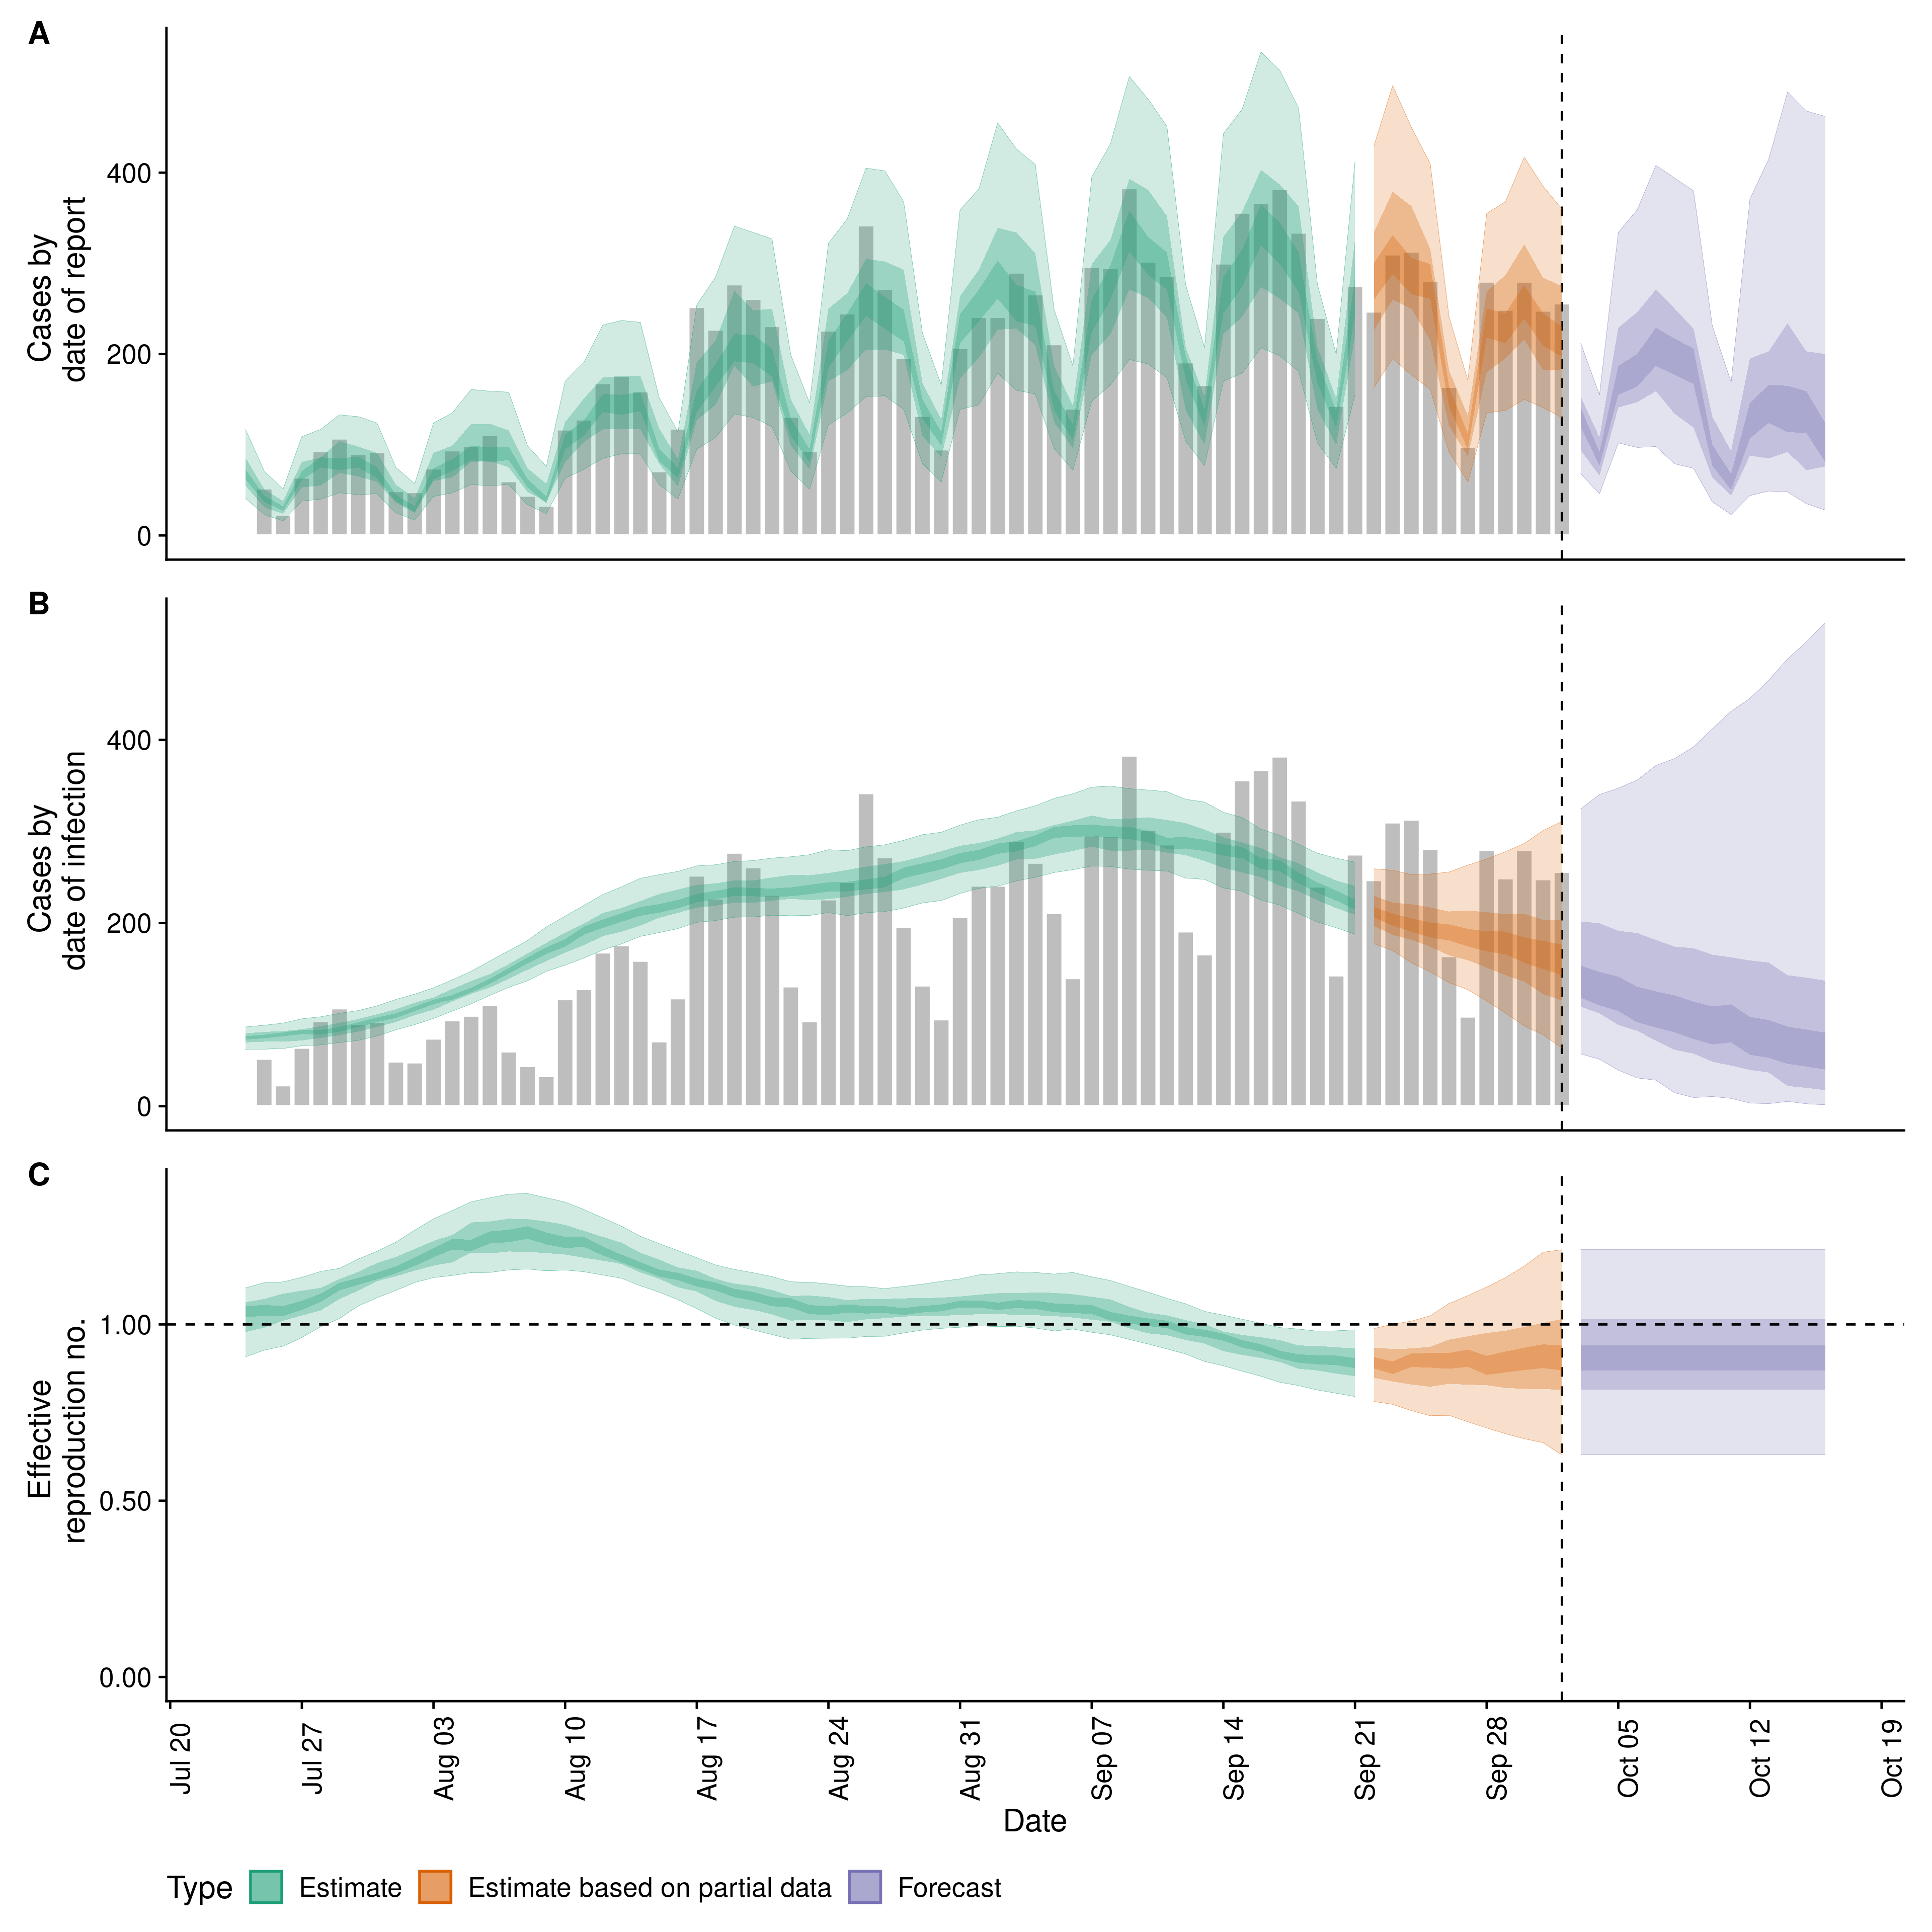 A
Cases by
date of report
400
200
0
B
Cases by
date of infection
400
200
0
C
Effective
reproduction no.
1.00
0.50
0.00
Jul 20
Jul 27
Aug 03
Aug 10
Aug 17
Aug 24
Aug 31
Sep 07
Sep 14
Sep 21
Sep 28
Oct 05
Oct 12
Oct 19
Date
Type Estimate Estimate based on partial data Forecast